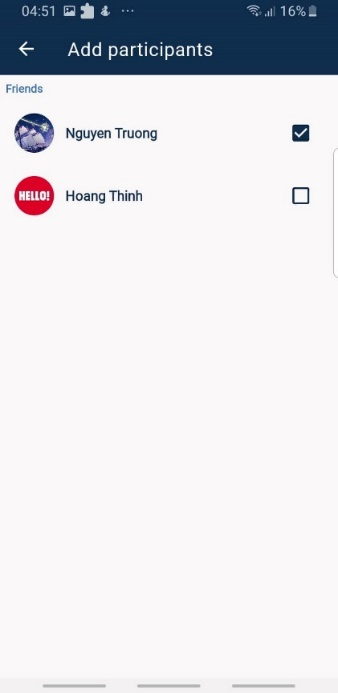 04:51 ... 16%
Add participants
Friends
Nguyen Truong
HELLO!
Hoang Thinh